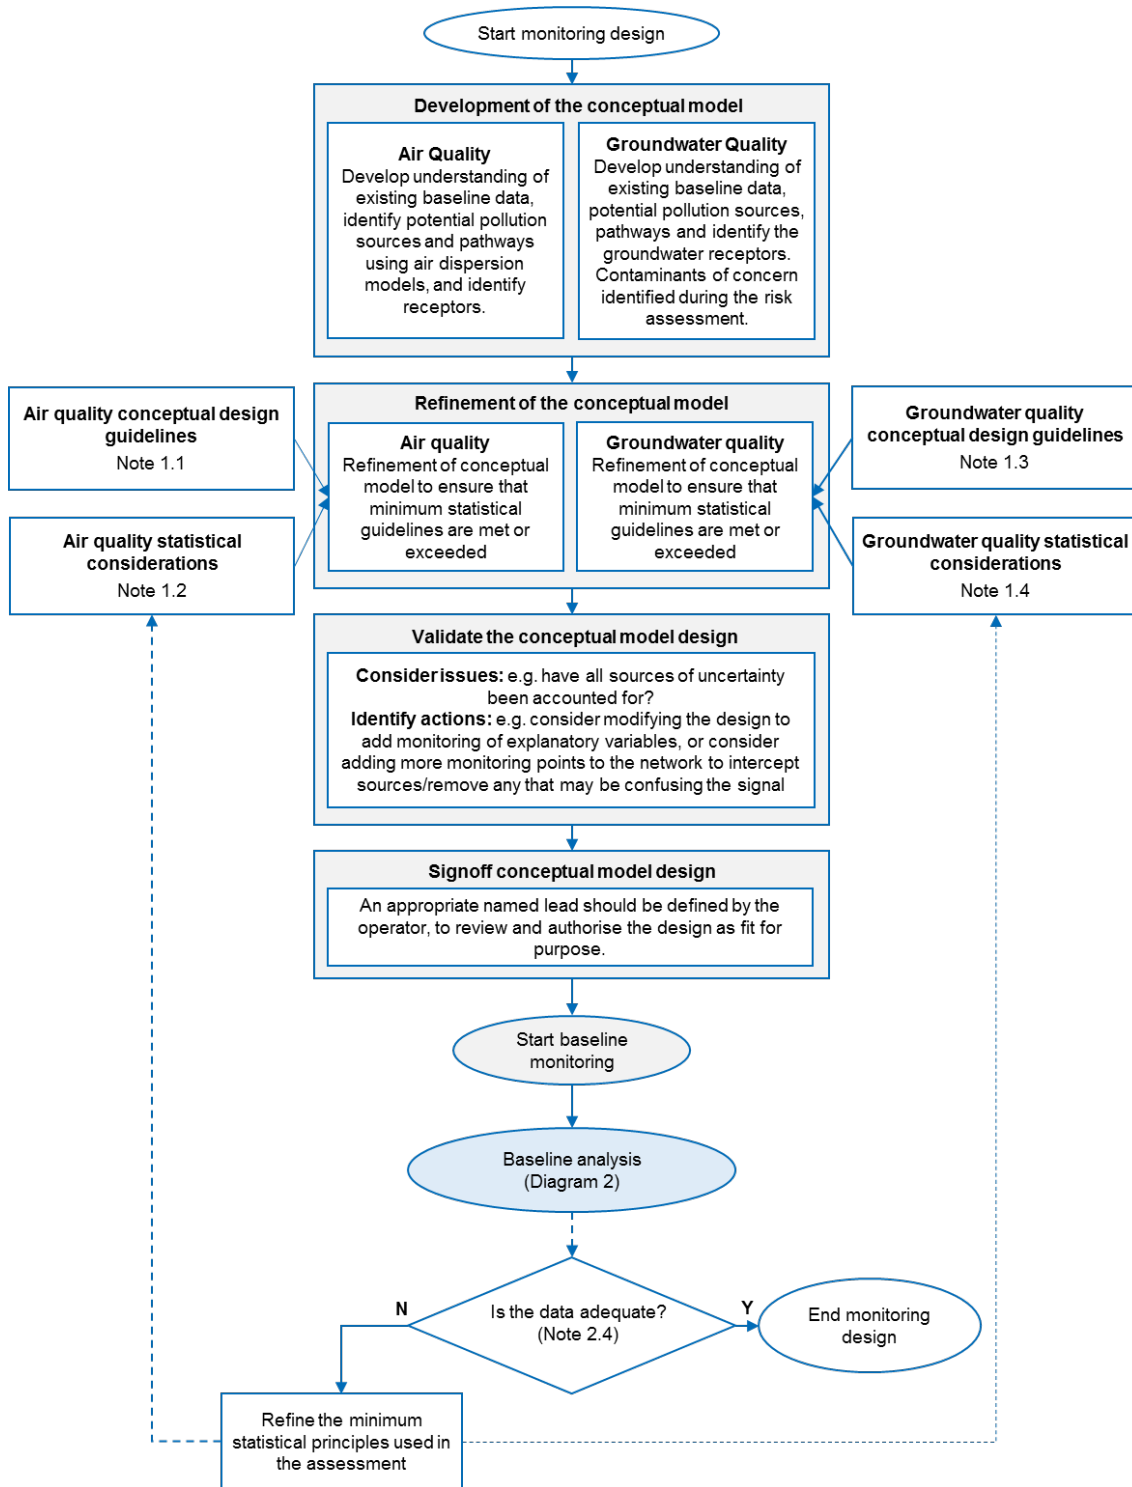 Start monitoring design
Development of the conceptual model
Air Quality
Develop understanding of
existing baseline data,
identify potential pollution
sources and pathways
using air dispersion
models, and identify
receptors.
Groundwater Quality
Develop understanding of
existing baseline data,
potential pollution sources,
pathways and identify the
groundwater receptors.
Contaminants of concern
identified during the risk
assessment.
Air quality conceptual design
guidelines
Note 1.1
Air quality statistical
considerations
Note 1.2
Refinement of the conceptual model
Air quality
Refinement of conceptual
model to ensure that
minimum statistical
guidelines are met or
exceeded
Groundwater quality
Refinement of conceptual
model to ensure that
minimum statistical
guidelines are met or
exceeded
Groundwater quality
conceptual design guidelines
Note 1.3
Groundwater quality statistical
considerations
Note 1.4
Validate the conceptual model design
Consider issues: e.g. have all sources of uncertainty
been accounted for?
Identify actions: e.g. consider modifying the design to
add monitoring of explanatory variables, or consider
adding more monitoring points to the network to intercept
sources/remove any that may be confusing the signal
Signoff conceptual model design
An appropriate named lead should be defined by the
operator, to review and authorise the design as fit for
purpose.
Start baseline
monitoring
Baseline analysis
(Diagram 2)
N
Is the data adequate?
(Note 2.4)
Y
End monitoring
design
Refine the minimum
statistical principles used in
the assessment